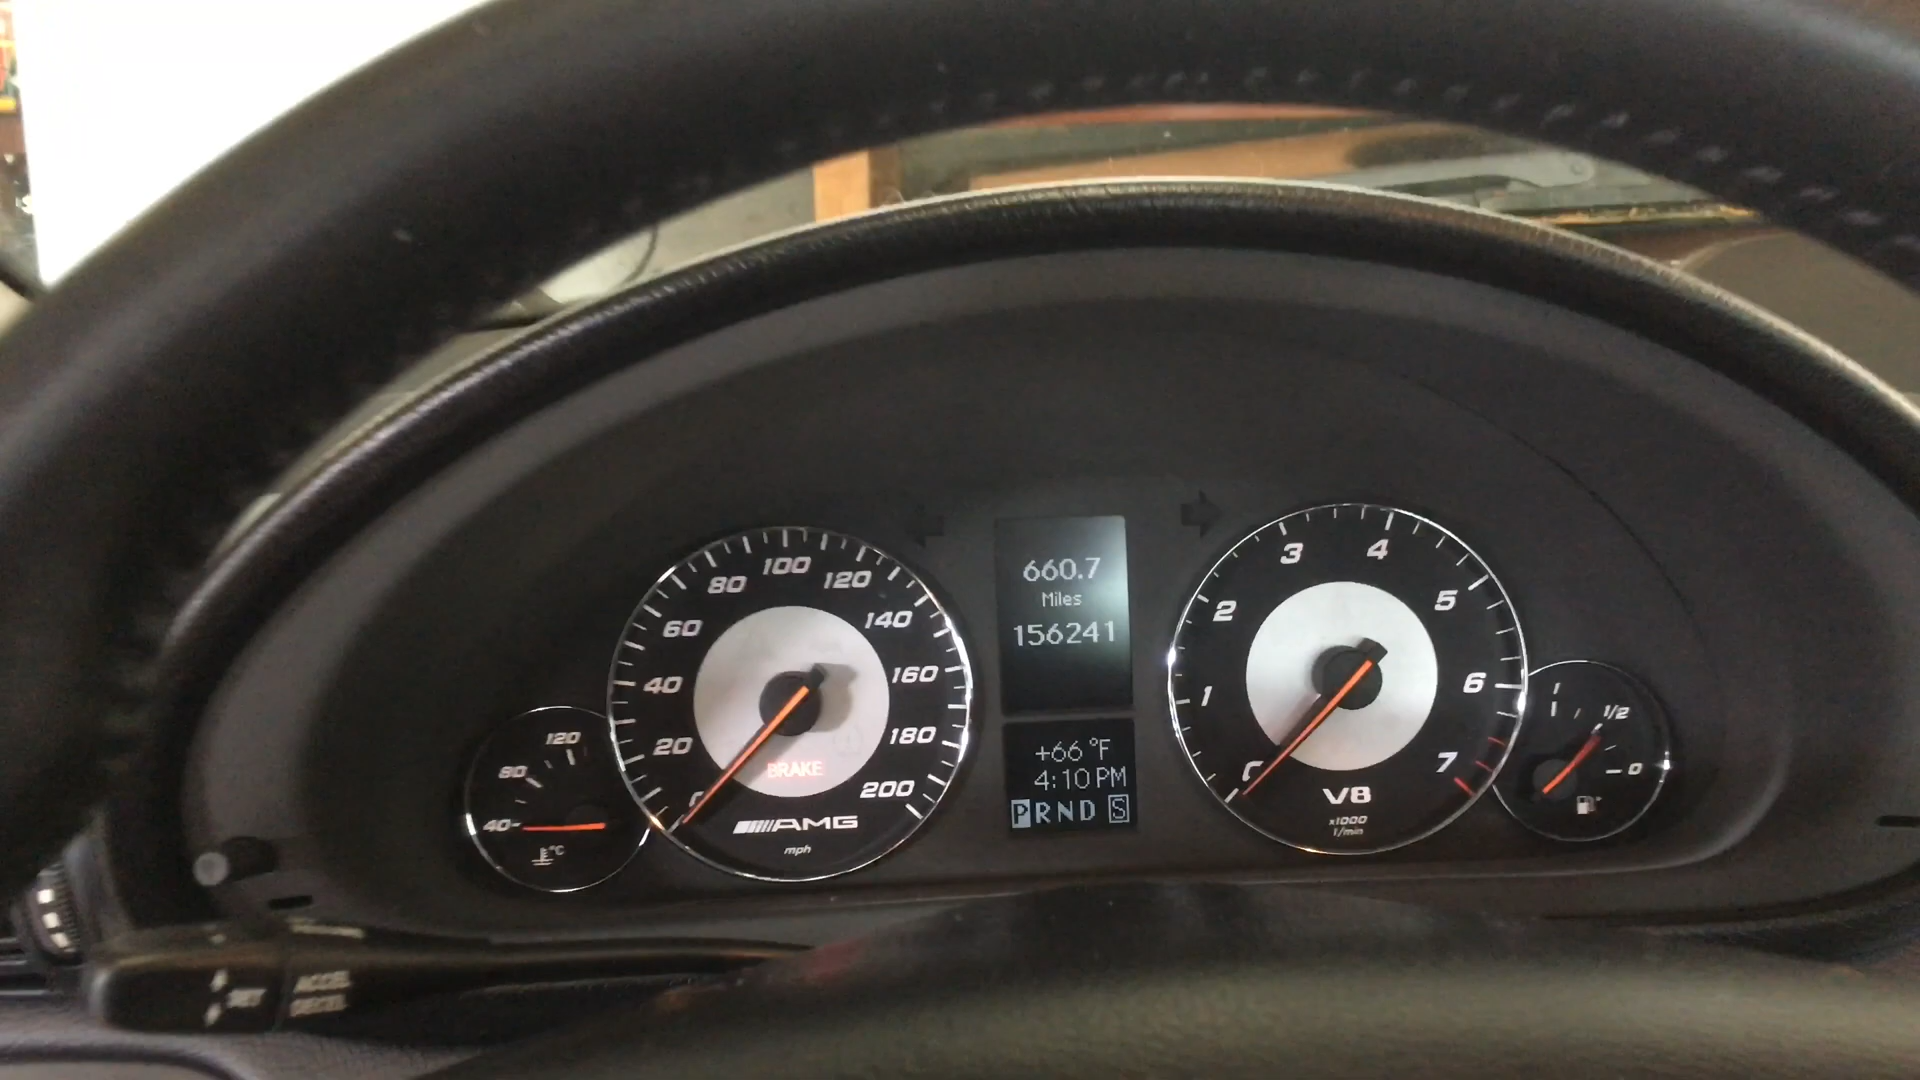 660.7
Miles
156241
+66 °F
4:10 PM
PRND S
20
40
60
80
100
120
140
160
180
200
BRAKE
AMG
mph
1
2
3
4
5
6
7
V8
x1000
1/min
40
80
120
°C
1
1/2
0
ACCEL
DECEL
SET